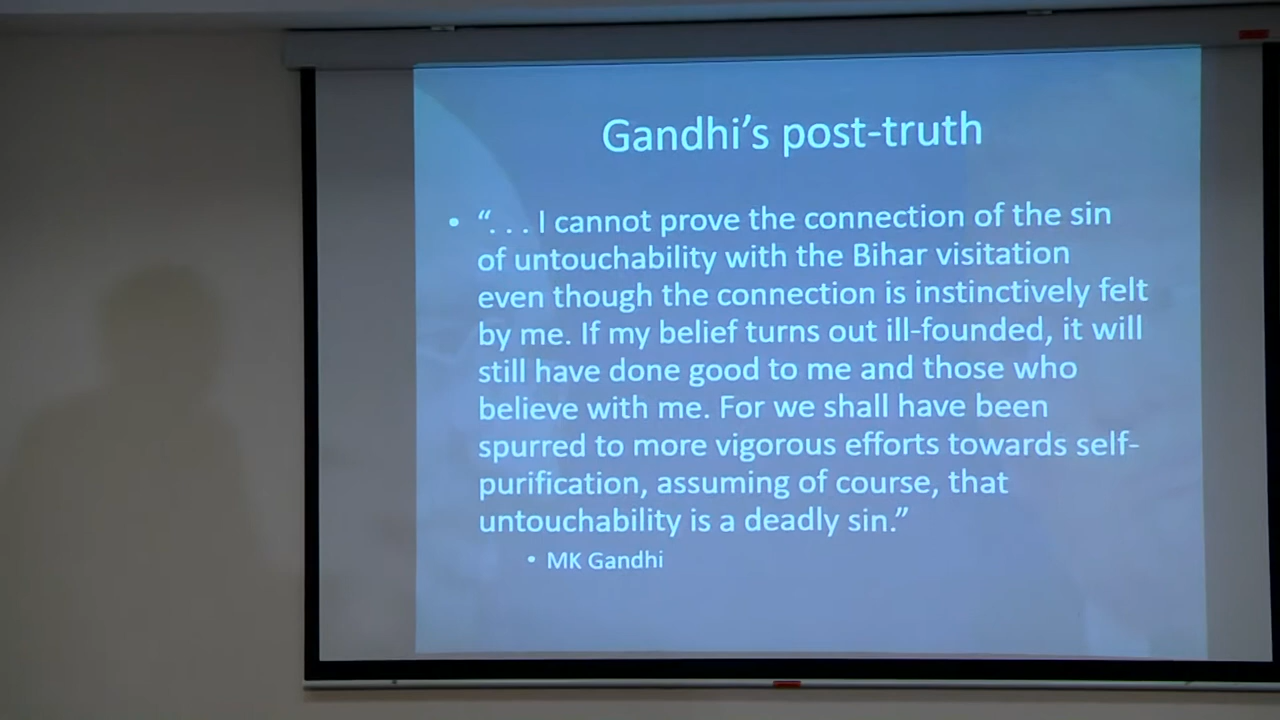 Gandhi's post-truth
• “. . . I cannot prove the connection of the sin
of untouchability with the Bihar visitation
even though the connection is instinctively felt
by me. If my belief turns out ill-founded, it will
still have done good to me and those who
believe with me. For we shall have been
spurred to more vigorous efforts towards self-
purification, assuming of course, that
untouchability is a deadly sin.”
• MK Gandhi